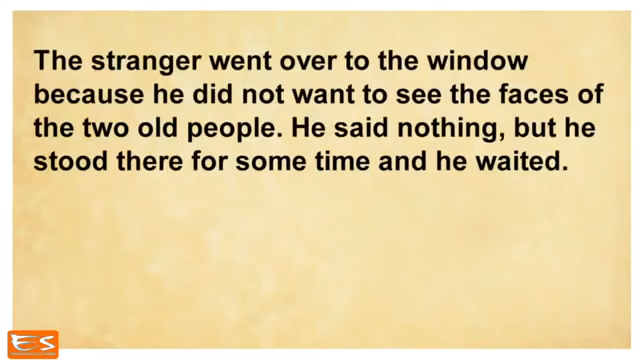 The stranger went over to the window
because he did not want to see the faces of
the two old people. He said nothing, but he
stood there for some time and he waited.
ES